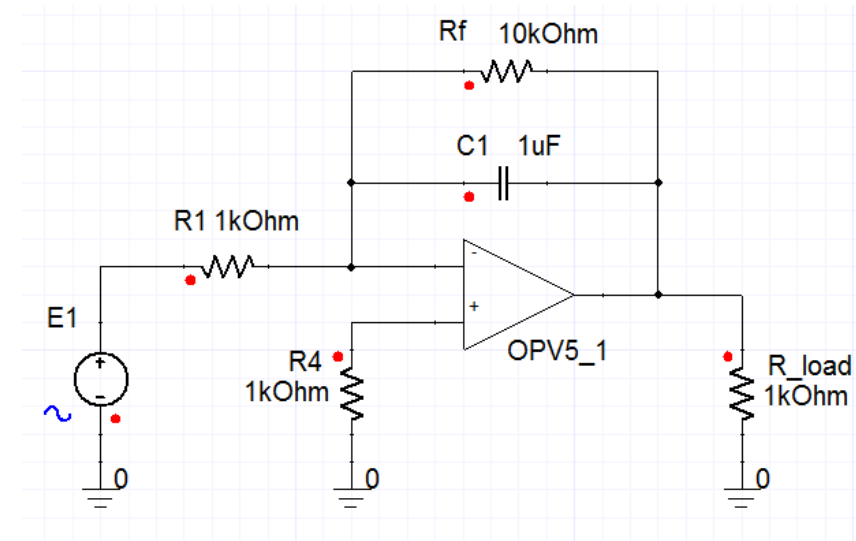 Rf 10kOhm
C1 1uF
R1 1kOhm
-
+
E1
+
-
OPV5_1
R4
1kOhm
R_load
1kOhm
0
0
0